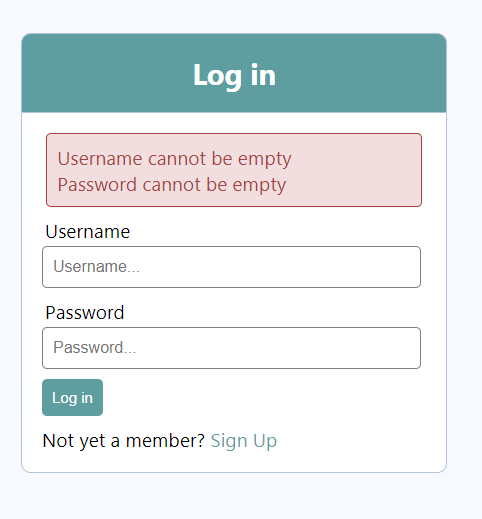 Log in
Username cannot be empty
Password cannot be empty
Username
Username...
Password
Password...
Log in
Not yet a member? Sign Up